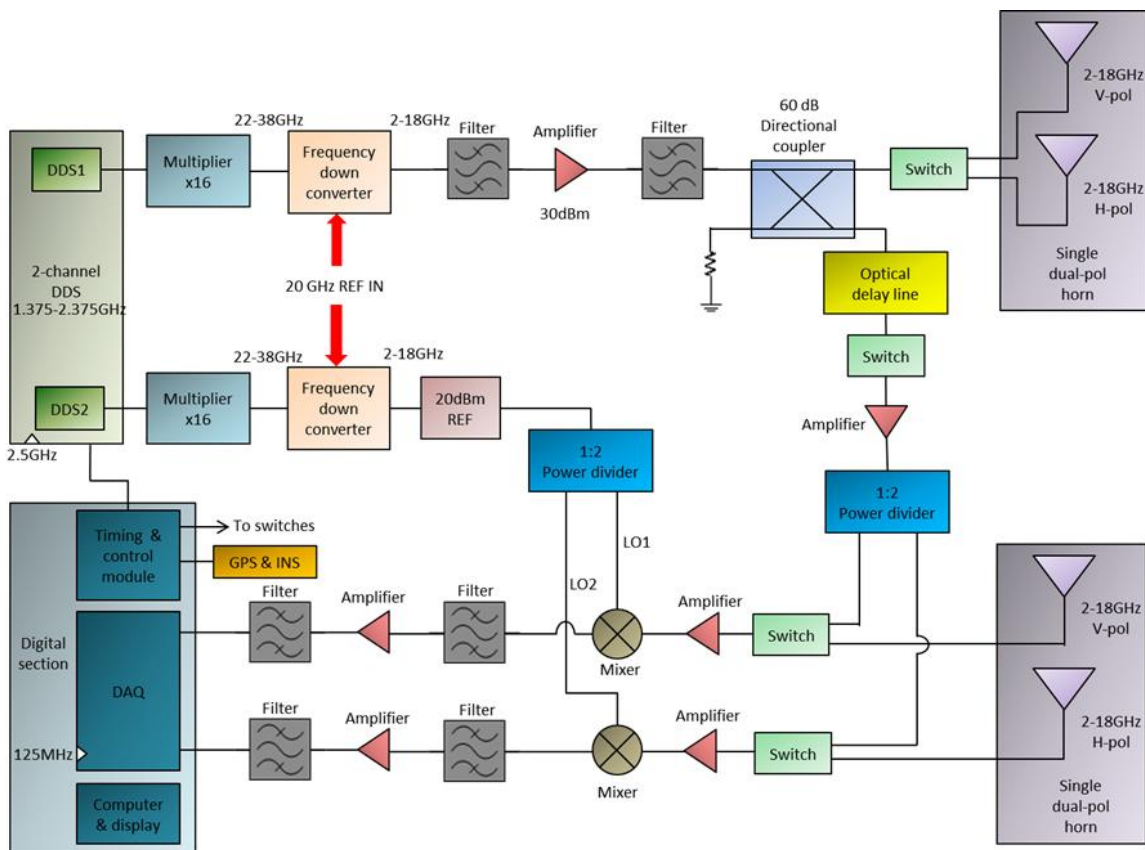 DDS1
2-channel
DDS
1.375-2.375GHz
DDS2
2.5GHz
Multiplier
x16
22-38GHz
Frequency
down
converter
2-18GHz
Filter
Amplifier
30dBm
Filter
60 dB
Directional
coupler
Switch
2-18GHz
V-pol
2-18GHz
H-pol
Single
dual-pol
horn
20 GHz REF IN
Optical
delay line
Switch
Amplifier
1:2
Power divider
Multiplier
x16
22-38GHz
Frequency
down
converter
2-18GHz
20dBm
REF
1:2
Power divider
LO1
LO2
Timing &
control
module
To switches
GPS & INS
Digital
section
DAQ
125MHz
Computer
& display
Filter
Amplifier
Filter
Mixer
Amplifier
Switch
2-18GHz
V-pol
Filter
Amplifier
Filter
Mixer
Amplifier
Switch
2-18GHz
H-pol
Single
dual-pol
horn